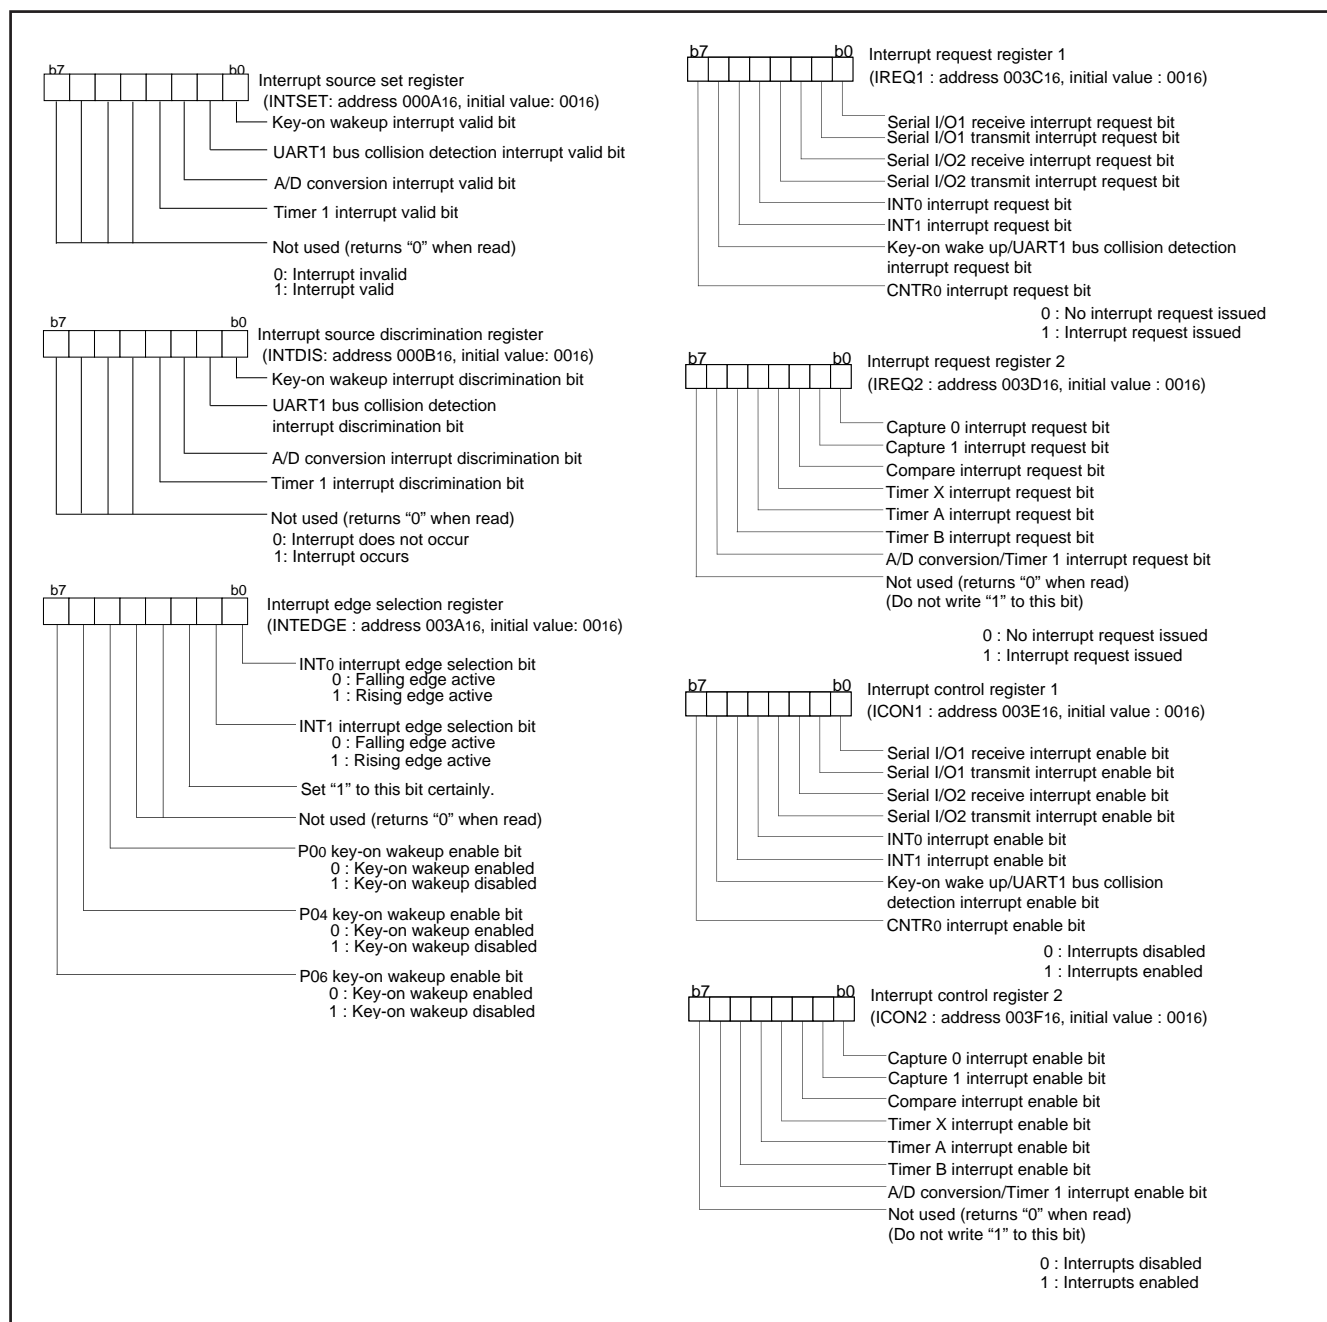 b7 b0
Interrupt source set register
(INTSET: address 000A16, initial value: 0016)
Key-on wakeup interrupt valid bit
UART1 bus collision detection interrupt valid bit
A/D conversion interrupt valid bit
Timer 1 interrupt valid bit
Not used (returns “0” when read)
0: Interrupt invalid
1: Interrupt valid
b7 b0
Interrupt source discrimination register
(INTDIS: address 000B16, initial value: 0016)
Key-on wakeup interrupt discrimination bit
UART1 bus collision detection
interrupt discrimination bit
A/D conversion interrupt discrimination bit
Timer 1 interrupt discrimination bit
Not used (returns “0” when read)
0: Interrupt does not occur
1: Interrupt occurs
b7 b0
Interrupt edge selection register
(INTEDGE : address 003A16, initial value: 0016)
INT0 interrupt edge selection bit
0 : Falling edge active
1 : Rising edge active
INT1 interrupt edge selection bit
0 : Falling edge active
1 : Rising edge active
Set “1” to this bit certainly.
Not used (returns “0” when read)
P00 key-on wakeup enable bit
0 : Key-on wakeup enabled
1 : Key-on wakeup disabled
P04 key-on wakeup enable bit
0 : Key-on wakeup enabled
1 : Key-on wakeup disabled
P06 key-on wakeup enable bit
0 : Key-on wakeup enabled
1 : Key-on wakeup disabled
b7 b0
Interrupt request register 1
(IREQ1 : address 003C16, initial value : 0016)
Serial I/O1 receive interrupt request bit
Serial I/O1 transmit interrupt request bit
Serial I/O2 receive interrupt request bit
Serial I/O2 transmit interrupt request bit
INT0 interrupt request bit
INT1 interrupt request bit
Key-on wake up/UART1 bus collision detection
interrupt request bit
CNTR0 interrupt request bit
0 : No interrupt request issued
1 : Interrupt request issued
b7 b0
Interrupt request register 2
(IREQ2 : address 003D16, initial value : 0016)
Capture 0 interrupt request bit
Capture 1 interrupt request bit
Compare interrupt request bit
Timer X interrupt request bit
Timer A interrupt request bit
Timer B interrupt request bit
A/D conversion/Timer 1 interrupt request bit
Not used (returns “0” when read)
(Do not write “1” to this bit)
0 : No interrupt request issued
1 : Interrupt request issued
b7 b0
Interrupt control register 1
(ICON1 : address 003E16, initial value : 0016)
Serial I/O1 receive interrupt enable bit
Serial I/O1 transmit interrupt enable bit
Serial I/O2 receive interrupt enable bit
Serial I/O2 transmit interrupt enable bit
INT0 interrupt enable bit
INT1 interrupt enable bit
Key-on wake up/UART1 bus collision
detection interrupt enable bit
CNTR0 interrupt enable bit
0 : Interrupts disabled
1 : Interrupts enabled
b7 b0
Interrupt control register 2
(ICON2 : address 003F16, initial value : 0016)
Capture 0 interrupt enable bit
Capture 1 interrupt enable bit
Compare interrupt enable bit
Timer X interrupt enable bit
Timer A interrupt enable bit
Timer B interrupt enable bit
A/D conversion/Timer 1 interrupt enable bit
Not used (returns “0” when read)
(Do not write “1” to this bit)
0 : Interrupts disabled
1 : Interrupts enabled